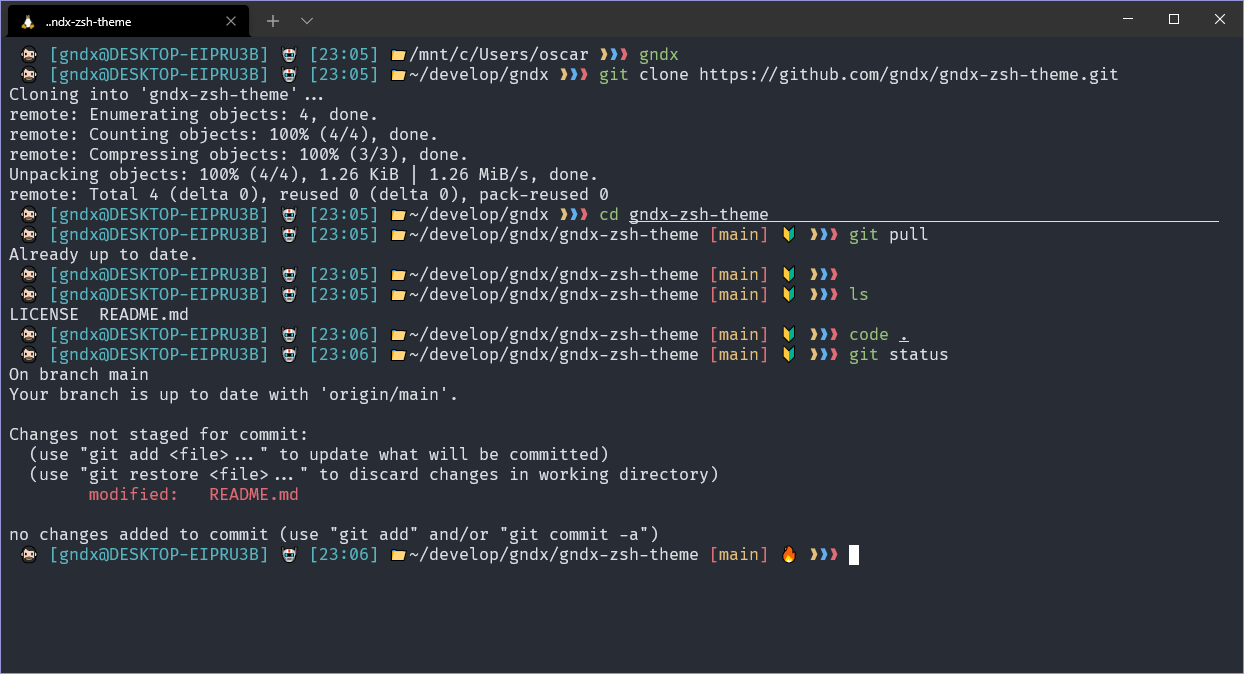 ..ndx-zsh-theme
[gndx@DESKTOP-EIPRU3B] [23:05] /mnt/c/Users/oscar ❱❱❱ gndx
[gndx@DESKTOP-EIPRU3B] [23:05] ~/develop/gndx ❱❱❱ git clone https://github.com/gndx/gndx-zsh-theme.git
Cloning into 'gndx-zsh-theme'...
remote: Enumerating objects: 4, done.
remote: Counting objects: 100% (4/4), done.
remote: Compressing objects: 100% (3/3), done.
Unpacking objects: 100% (4/4), 1.26 KiB | 1.26 MiB/s, done.
remote: Total 4 (delta 0), reused 0 (delta 0), pack-reused 0
[gndx@DESKTOP-EIPRU3B] [23:05] ~/develop/gndx ❱❱❱ cd gndx-zsh-theme
[gndx@DESKTOP-EIPRU3B] [23:05] ~/develop/gndx/gndx-zsh-theme [main] 🔰 ❱❱❱ git pull
Already up to date.
[gndx@DESKTOP-EIPRU3B] [23:05] ~/develop/gndx/gndx-zsh-theme [main] 🔰 ❱❱❱
[gndx@DESKTOP-EIPRU3B] [23:05] ~/develop/gndx/gndx-zsh-theme [main] 🔰 ❱❱❱ ls
LICENSE  README.md
[gndx@DESKTOP-EIPRU3B] [23:06] ~/develop/gndx/gndx-zsh-theme [main] 🔰 ❱❱❱ code .
[gndx@DESKTOP-EIPRU3B] [23:06] ~/develop/gndx/gndx-zsh-theme [main] 🔰 ❱❱❱ git status
On branch main
Your branch is up to date with 'origin/main'.
Changes not staged for commit:
  (use "git add <file>..." to update what will be committed)
  (use "git restore <file>..." to discard changes in working directory)
        modified:   README.md
no changes added to commit (use "git add" and/or "git commit -a")
[gndx@DESKTOP-EIPRU3B] [23:06] ~/develop/gndx/gndx-zsh-theme [main] 🔥 ❱❱❱